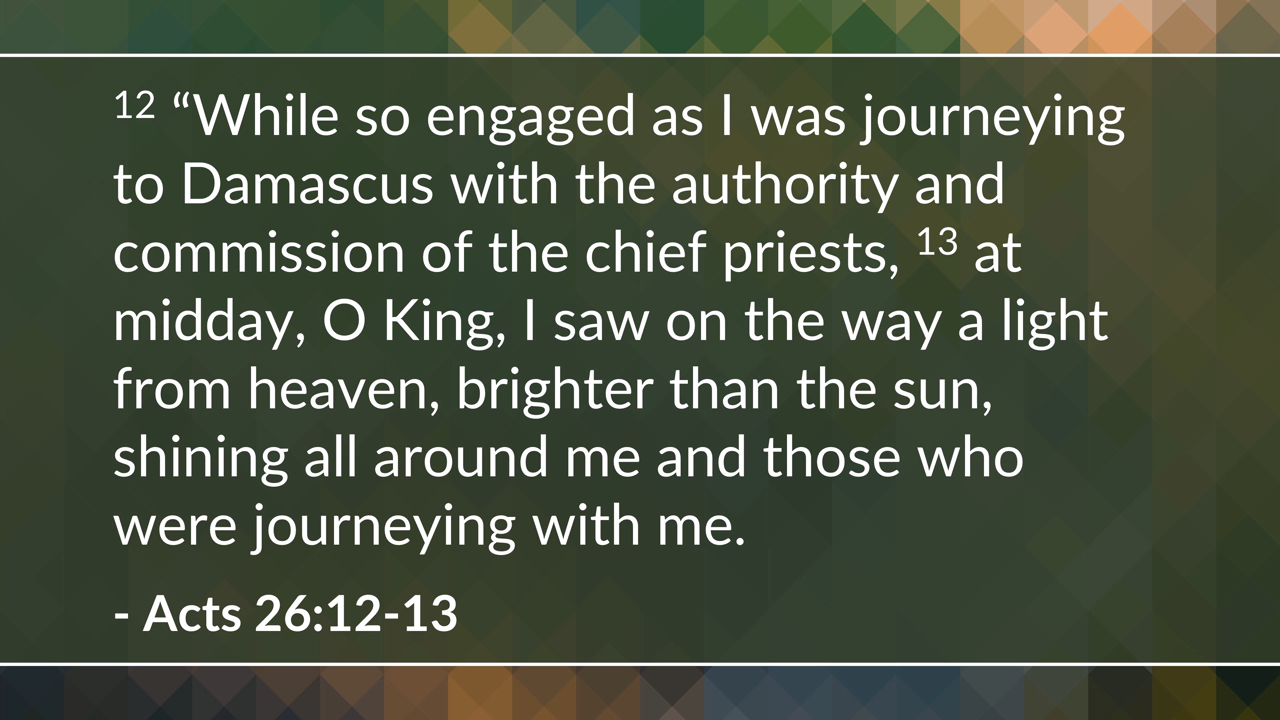 12 “While so engaged as I was journeying
to Damascus with the authority and
commission of the chief priests, 13 at
midday, O King, I saw on the way a light
from heaven, brighter than the sun,
shining all around me and those who
were journeying with me.
- Acts 26:12-13